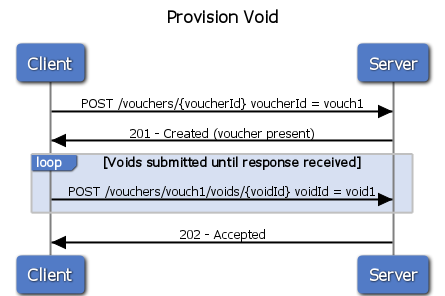 Provision Void
Client
Server
POST /vouchers/{voucherId} voucherId = vouch1
201 - Created (voucher present)
loop
[Voids submitted until response received]
POST /vouchers/vouch1/voids/{voidId} voidId = void1
202 - Accepted
Client
Server